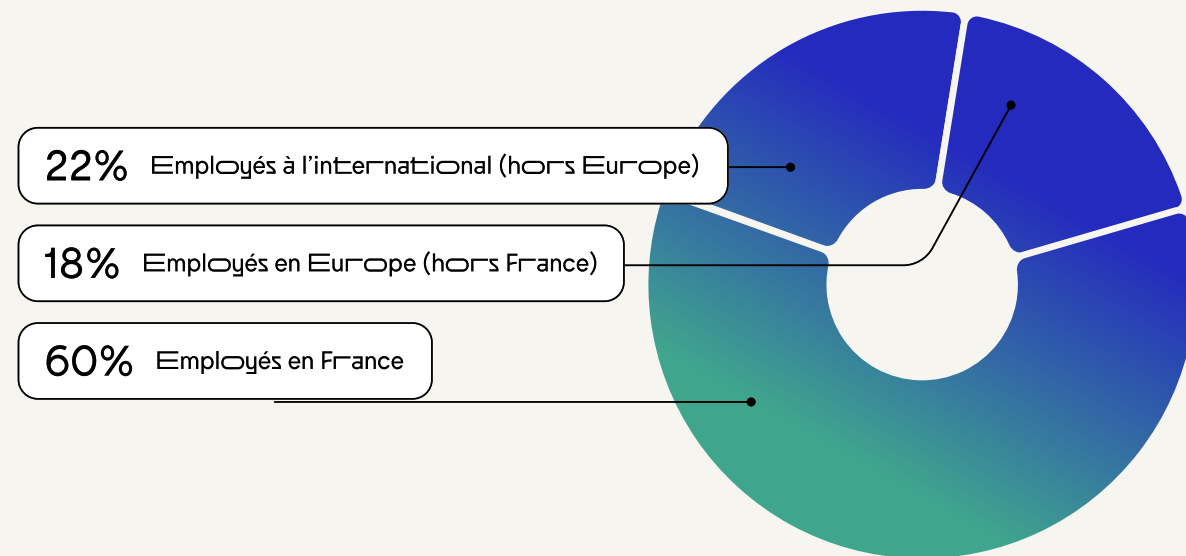 22% Employés à l'international (hors Europe)
18% Employés en Europe (hors France)
60% Employés en France